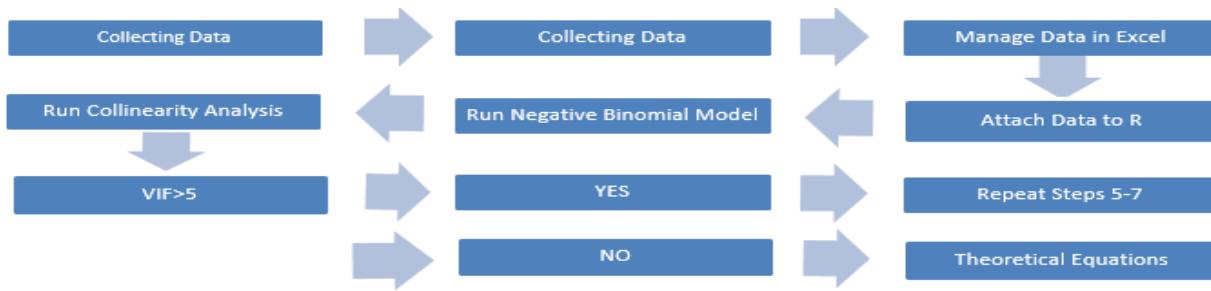 Collecting Data
Collecting Data
Manage Data in Excel
Run Collinearity Analysis
Run Negative Binomial Model
Attach Data to R
VIF>5
YES
Repeat Steps 5-7
NO
Theoretical Equations